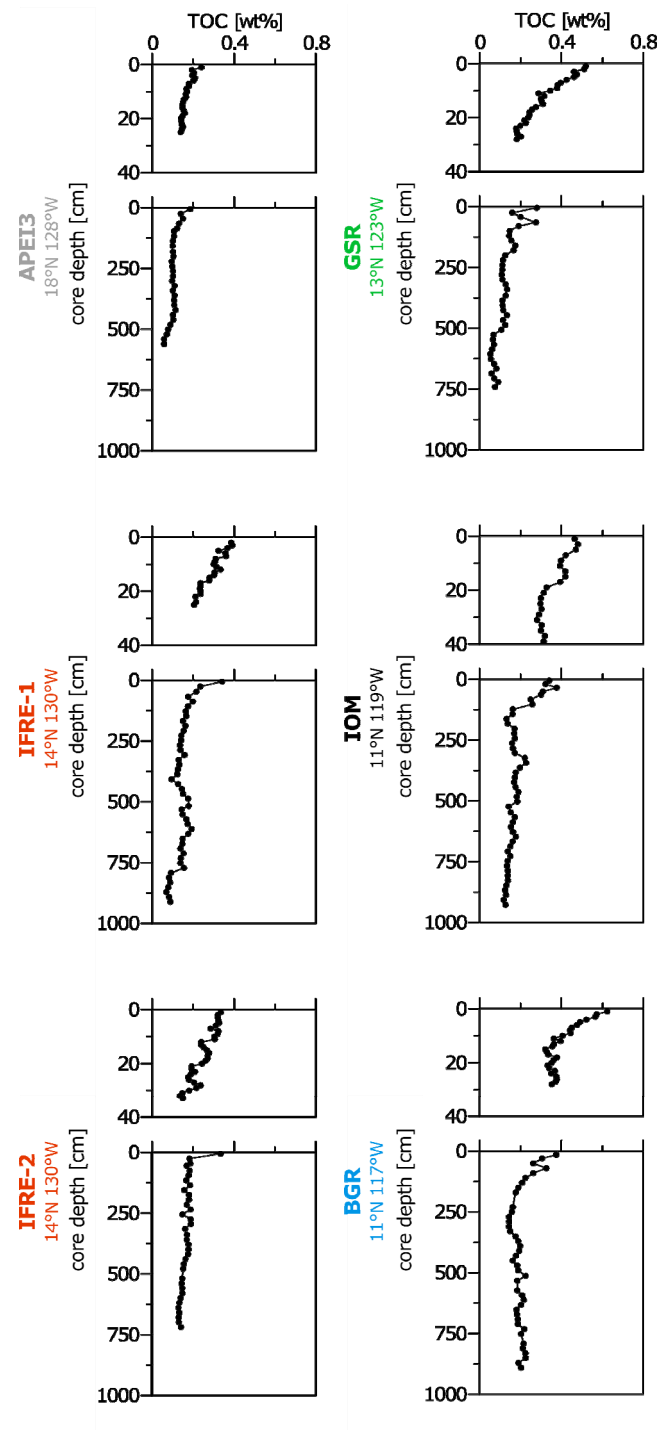 TOC [wt%]
0 0.4 0.8
0
20
40
0
250
500
750
1000
APEI3
18°N 128°W
core depth [cm]
TOC [wt%]
0 0.4 0.8
0
20
40
0
250
500
750
1000
GSR
13°N 123°W
core depth [cm]
0
20
40
0
250
500
750
1000
IFRE-1
14°N 130°W
core depth [cm]
0
20
40
0
250
500
750
1000
IOM
11°N 119°W
core depth [cm]
0
20
40
0
250
500
750
1000
IFRE-2
14°N 130°W
core depth [cm]
0
20
40
0
250
500
750
1000
BGR
11°N 117°W
core depth [cm]